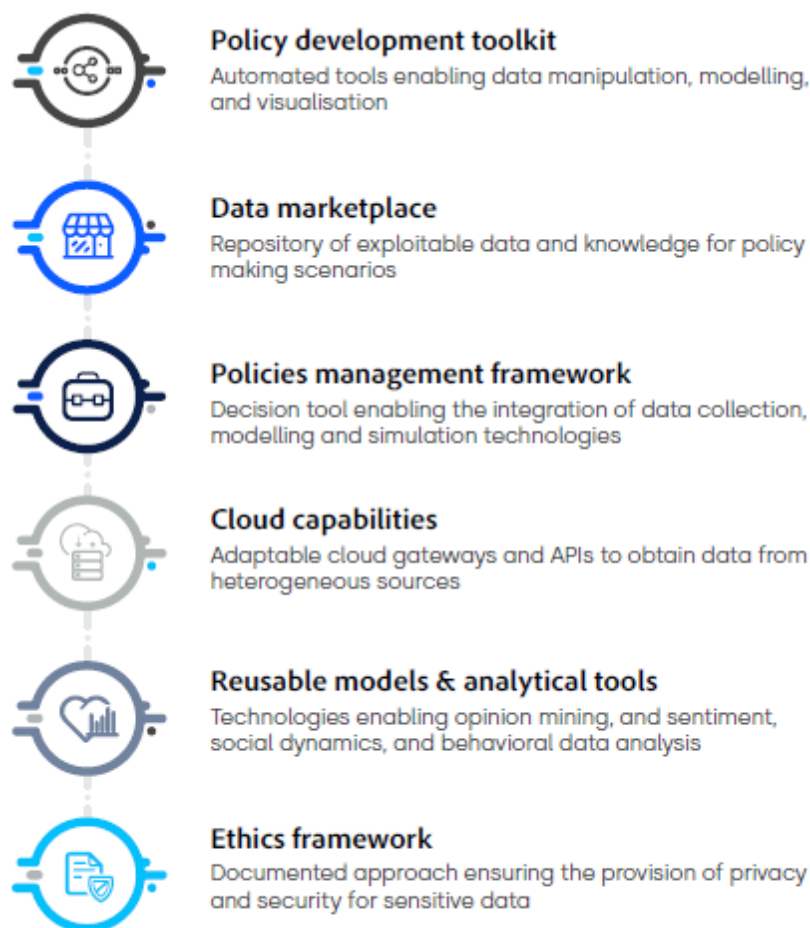 Policy development toolkit
Automated tools enabling data manipulation, modelling,
and visualisation
Data marketplace
Repository of exploitable data and knowledge for policy
making scenarios
Policies management framework
Decision tool enabling the integration of data collection,
modelling and simulation technologies
Cloud capabilities
Adaptable cloud gateways and APIs to obtain data from
heterogeneous sources
Reusable models & analytical tools
Technologies enabling opinion mining, and sentiment,
social dynamics, and behavioral data analysis
Ethics framework
Documented approach ensuring the provision of privacy
and security for sensitive data